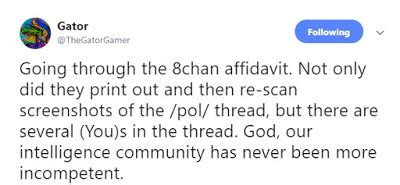 Gator
@TheGatorGamer
Following
Going through the 8chan affidavit. Not only
did they print out and then re-scan
screenshots of the /pol/ thread, but there are
several (You)s in the thread. God, our
intelligence community has never been more
incompetent.